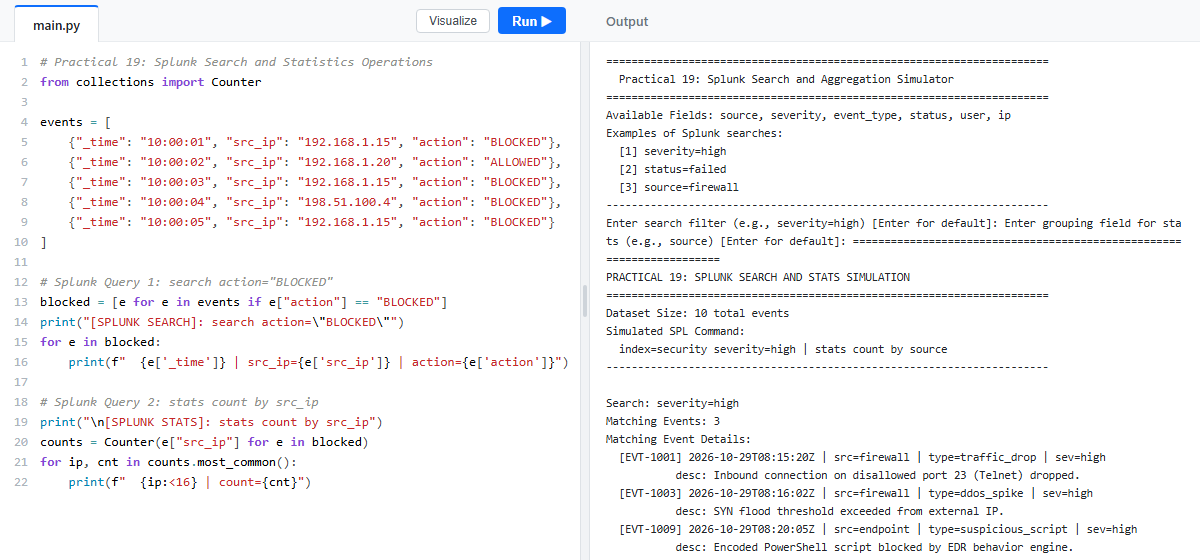 main.py
Visualize
Run ▶
1 # Practical 19: Splunk Search and Statistics Operations
2 from collections import Counter
3
4 events = [
5     {"_time": "10:00:01", "src_ip": "192.168.1.15", "action": "BLOCKED"},
6     {"_time": "10:00:02", "src_ip": "192.168.1.20", "action": "ALLOWED"},
7     {"_time": "10:00:03", "src_ip": "192.168.1.15", "action": "BLOCKED"},
8     {"_time": "10:00:04", "src_ip": "198.51.100.4", "action": "BLOCKED"},
9     {"_time": "10:00:05", "src_ip": "192.168.1.15", "action": "BLOCKED"}
10 ]
11
12 # Splunk Query 1: search action="BLOCKED"
13 blocked = [e for e in events if e["action"] == "BLOCKED"]
14 print("[SPLUNK SEARCH]: search action=\"BLOCKED\"")
15 for e in blocked:
16     print(f"  {e['_time']} | src_ip={e['src_ip']} | action={e['action']}")
17
18 # Splunk Query 2: stats count by src_ip
19 print("\n[SPLUNK STATS]: stats count by src_ip")
20 counts = Counter(e["src_ip"] for e in blocked)
21 for ip, cnt in counts.most_common():
22     print(f"  {ip:<16} | count={cnt}")
Output
======================================================================
  Practical 19: Splunk Search and Aggregation Simulator
======================================================================
Available Fields: source, severity, event_type, status, user, ip
Examples of Splunk searches:
  [1] severity=high
  [2] status=failed
  [3] source=firewall
----------------------------------------------------------------------
Enter search filter (e.g., severity=high) [Enter for default]: Enter grouping field for sta
ts (e.g., source) [Enter for default]: ====================================================
==================
PRACTICAL 19: SPLUNK SEARCH AND STATS SIMULATION
======================================================================
Dataset Size: 10 total events
Simulated SPL Command:
  index=security severity=high | stats count by source
----------------------------------------------------------------------
Search: severity=high
Matching Events: 3
Matching Event Details:
  [EVT-1001] 2026-10-29T08:15:20Z | src=firewall | type=traffic_drop | sev=high
           desc: Inbound connection on disallowed port 23 (Telnet) dropped.
  [EVT-1003] 2026-10-29T08:16:02Z | src=firewall | type=ddos_spike | sev=high
           desc: SYN flood threshold exceeded from external IP.
  [EVT-1009] 2026-10-29T08:20:05Z | src=endpoint | type=suspicious_script | sev=high
           desc: Encoded PowerShell script blocked by EDR behavior engine.